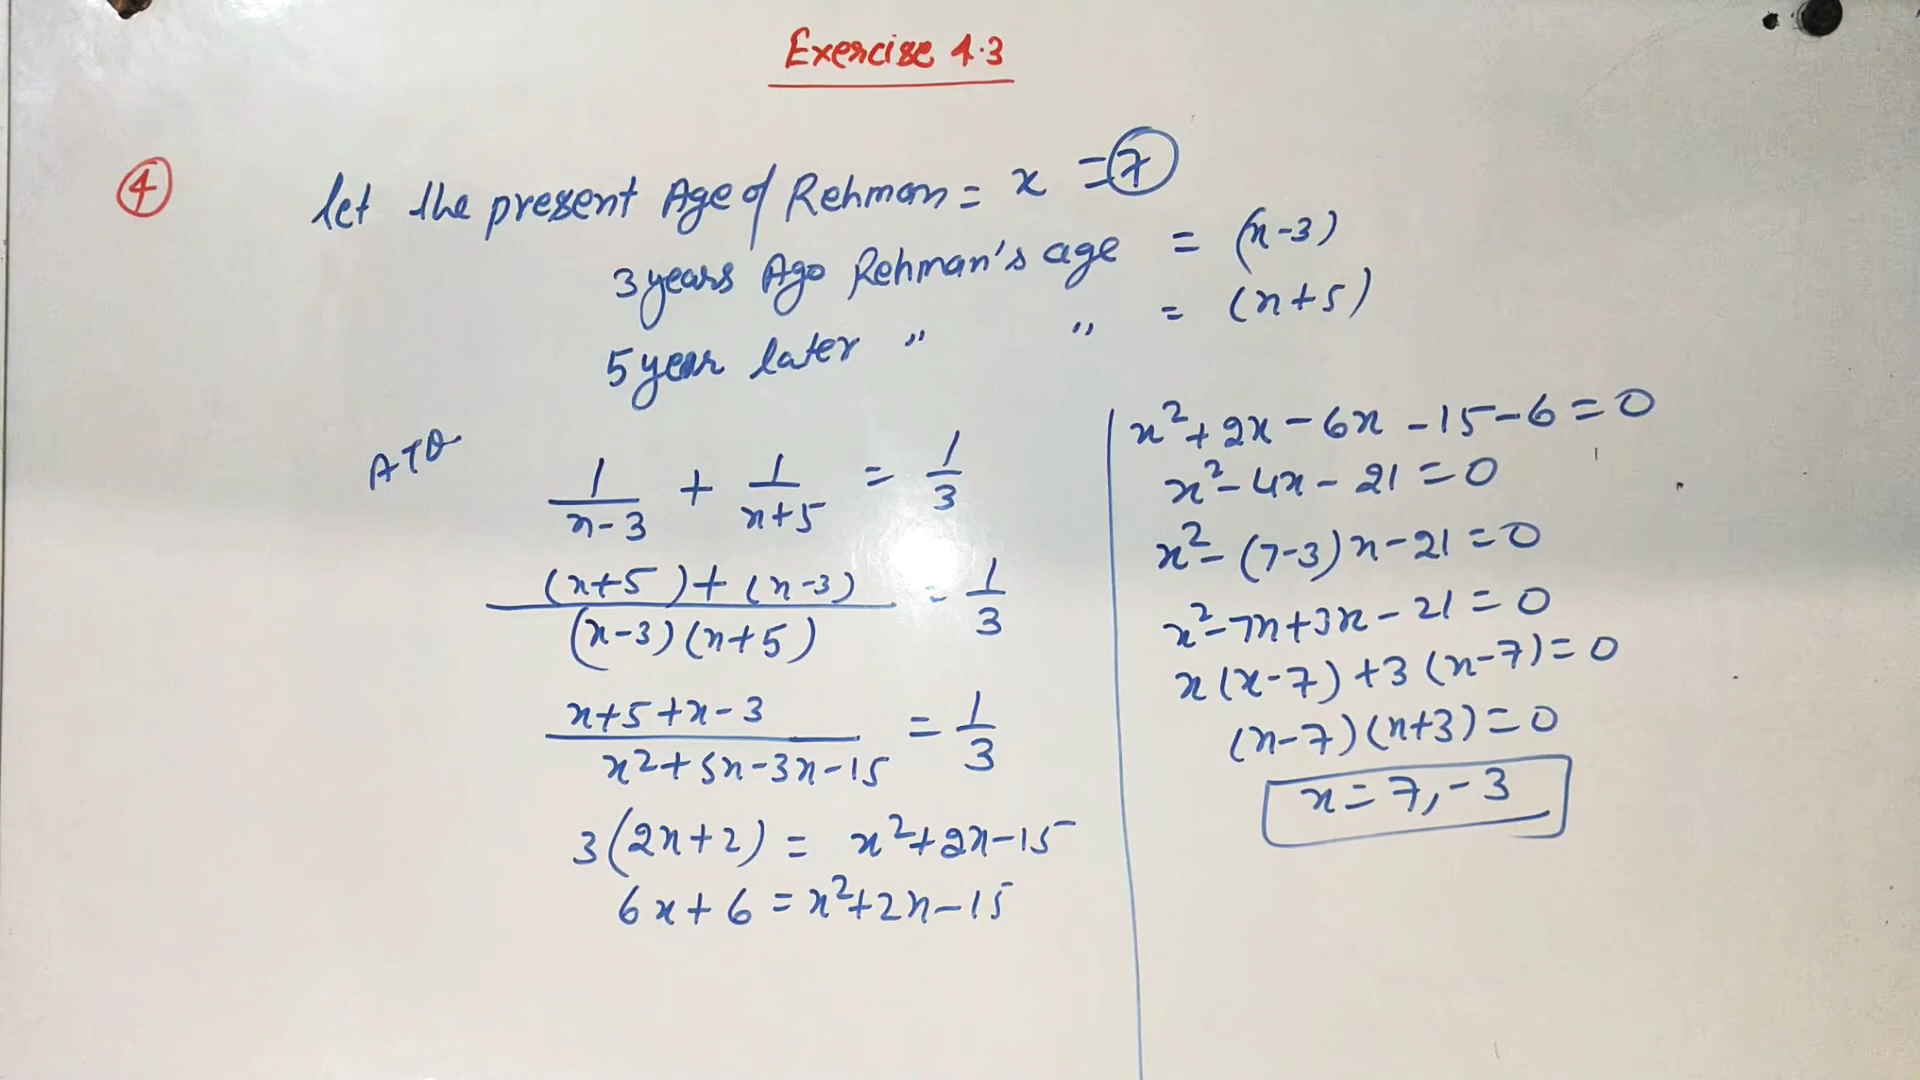 Exercise 4.3
4
let the present Age of Rehman = x = 7
3 years Ago Rehman's age = (x-3)
5 year later " " = (x+5)
ATQ
1/(x-3) + 1/(x+5) = 1/3
((x+5)+(x-3))/((x-3)(x+5)) = 1/3
(x+5+x-3)/(x²+5x-3x-15) = 1/3
3(2x+2) = x²+2x-15
6x+6 = x²+2x-15
x²+2x-6x-15-6=0
x²-4x-21=0
x²-(7-3)x-21=0
x²-7x+3x-21=0
x(x-7)+3(x-7)=0
(x-7)(x+3)=0
x=7,-3